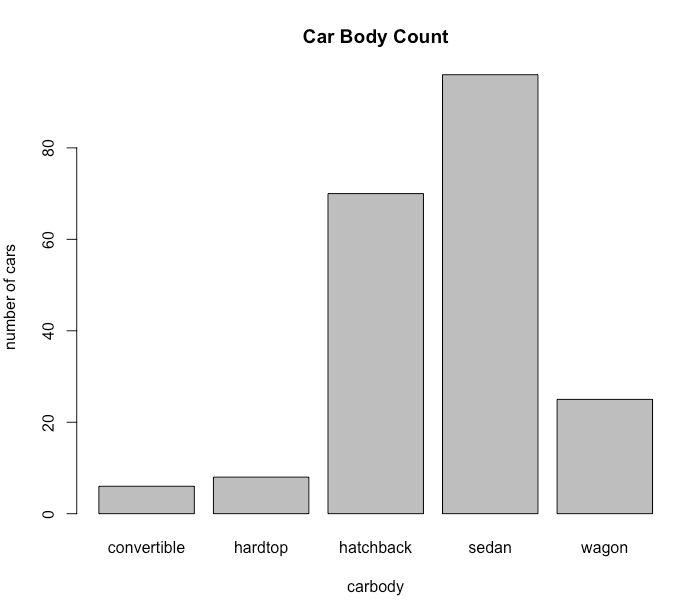 Car Body Count
80
60
40
20
0
number of cars
convertible hardtop hatchback sedan wagon
carbody